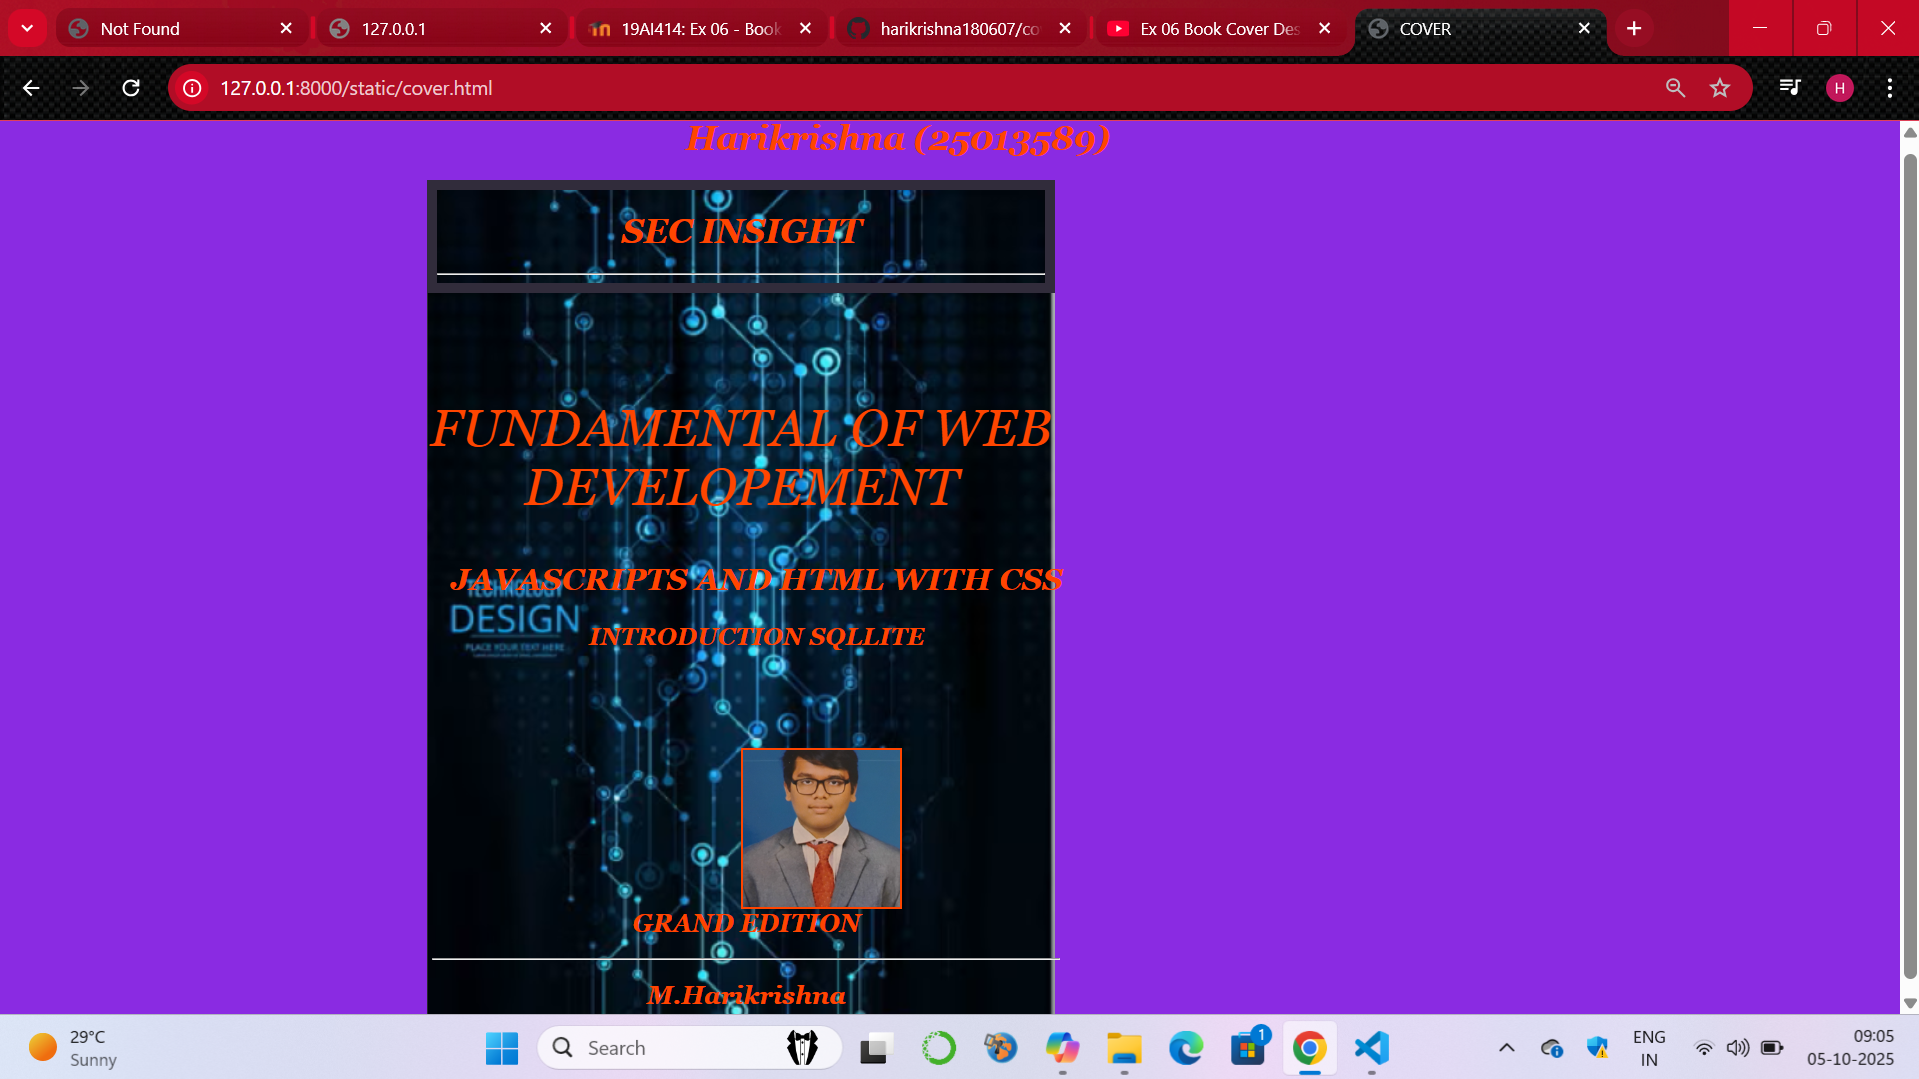 Not Found
127.0.0.1
19AI414: Ex 06 - Book
harikrishna180607/co
Ex 06 Book Cover Des
COVER
127.0.0.1:8000/static/cover.html
H
Harikrishna (25013589)
SEC INSIGHT
FUNDAMENTAL OF WEB
DEVELOPEMENT
JAVASCRIPTS AND HTML WITH CSS
TECHNOLOGY
DESIGN
INTRODUCTION SQLLITE
PLACE YOUR TEXT HERE
GRAND EDITION
M.Harikrishna
29°C
Sunny
Search
1
ENG
IN
09:05
05-10-2025